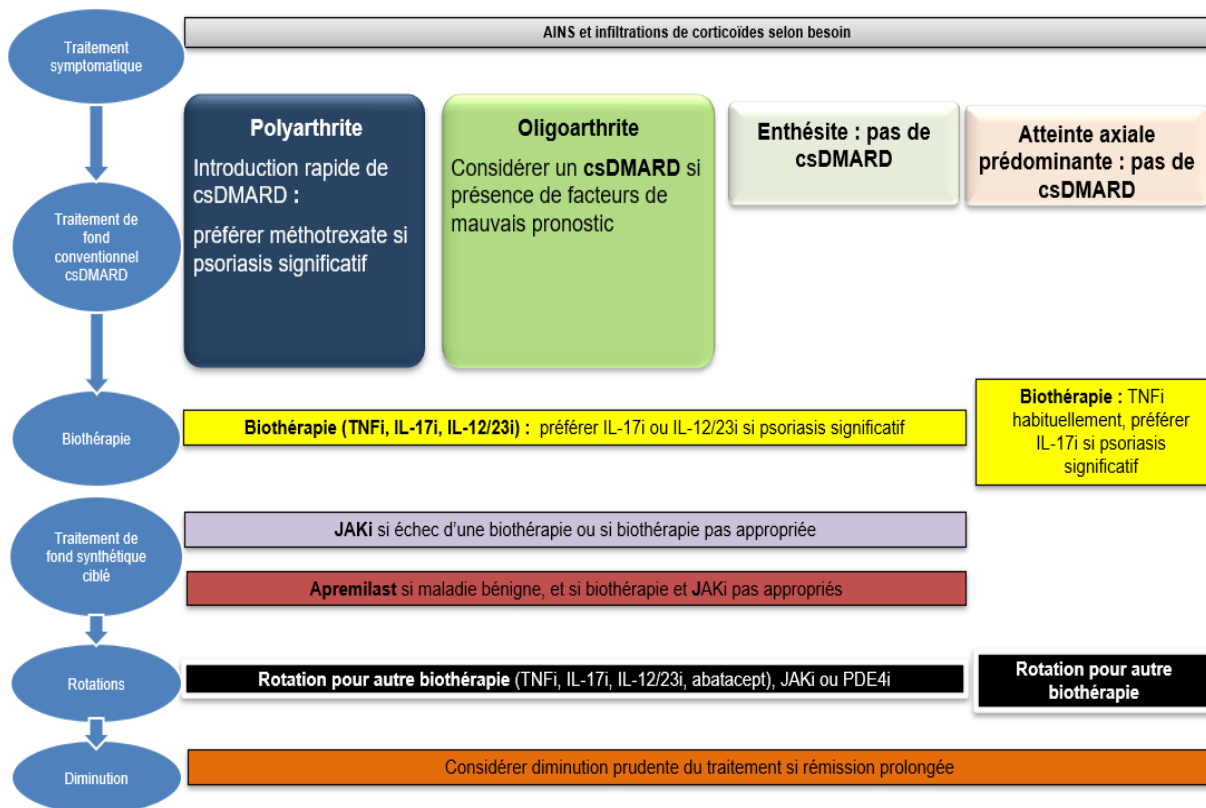 Traitement
symptomatique
AINS et infiltrations de corticoïdes selon besoin
Traitement de
fond
conventionnel
csDMARD
Polyarthrite
Introduction rapide de
csDMARD :
préférer méthotrexate si
psoriasis significatif
Oligoarthrite
Considérer un csDMARD si
présence de facteurs de
mauvais pronostic
Enthésite : pas de
csDMARD
Atteinte axiale
prédominante : pas de
csDMARD
Biothérapie
Biothérapie (TNFi, IL-17i, IL-12/23i) : préférer IL-17i ou IL-12/23i si psoriasis significatif
Biothérapie : TNFi
habituellement, préférer
IL-17i si psoriasis
significatif
Traitement de
fond synthétique
ciblé
JAKi si échec d'une biothérapie ou si biothérapie pas appropriée
Apremilast si maladie bénigne, et si biothérapie et JAKi pas appropriés
Rotations
Rotation pour autre biothérapie (TNFi, IL-17i, IL-12/23i, abatacept), JAKi ou PDE4i
Rotation pour autre
biothérapie
Diminution
Considérer diminution prudente du traitement si rémission prolongée